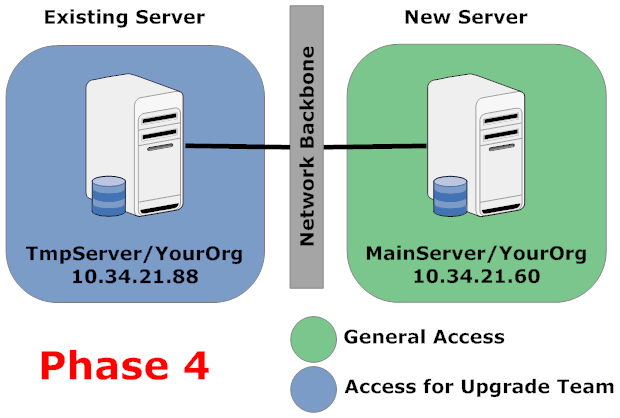 Existing Server
New Server
Network Backbone
TmpServer/YourOrg
10.34.21.88
MainServer/YourOrg
10.34.21.60
General Access
Access for Upgrade Team
Phase 4